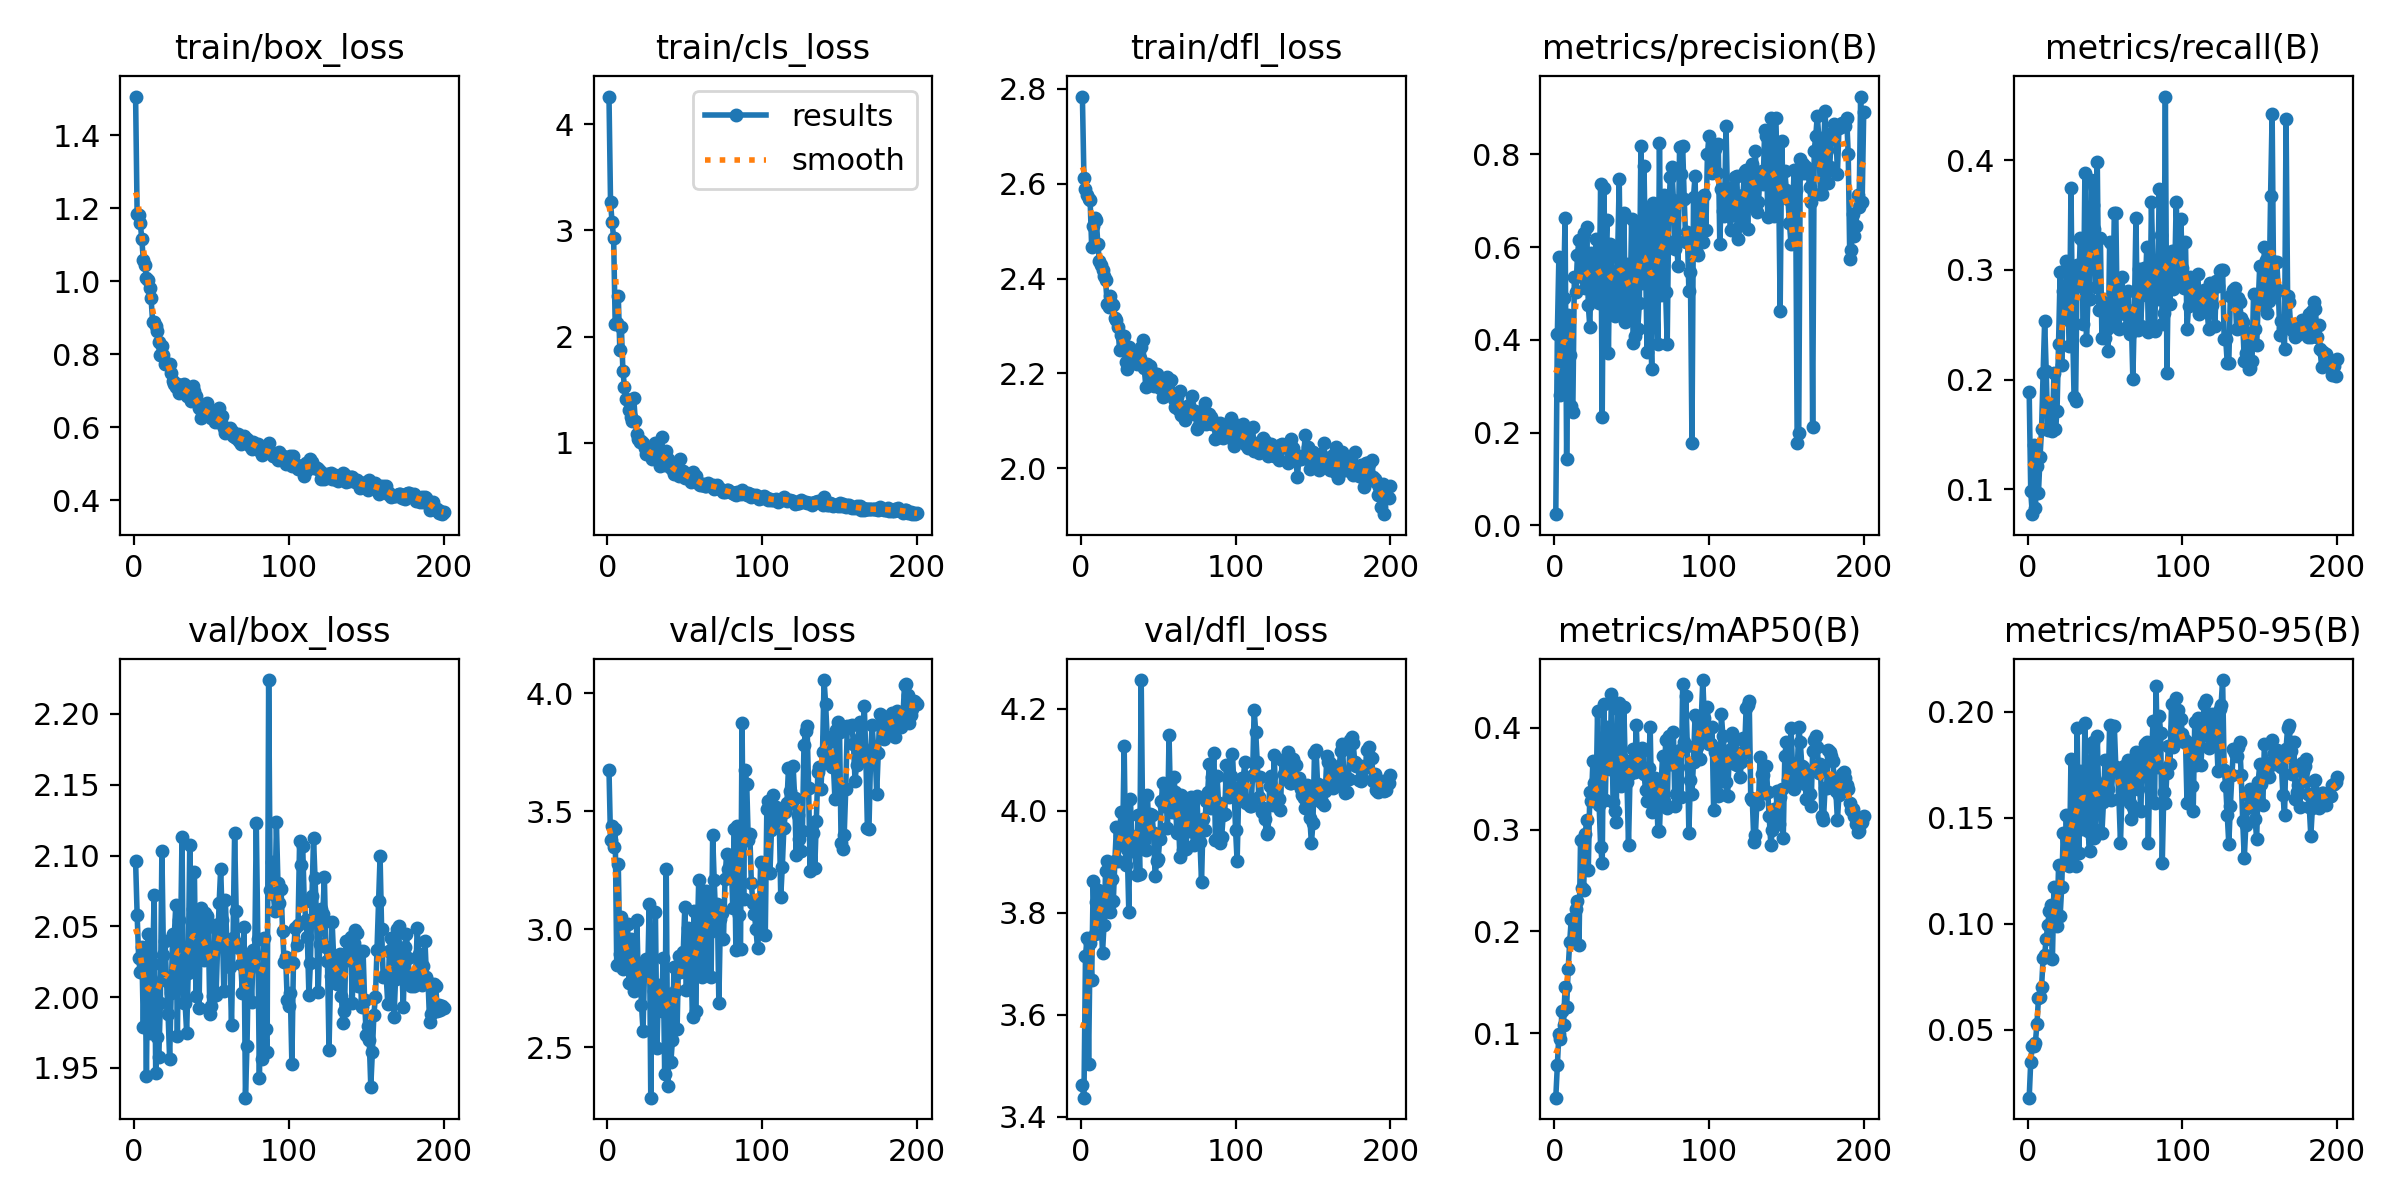 train/box_loss
1.4
1.2
1.0
0.8
0.6
0.4
0 100 200
train/cls_loss
results
smooth
4
3
2
1
0 100 200
train/dfl_loss
2.8
2.6
2.4
2.2
2.0
0 100 200
metrics/precision(B)
0.8
0.6
0.4
0.2
0.0
0 100 200
metrics/recall(B)
0.4
0.3
0.2
0.1
0 100 200
val/box_loss
2.20
2.15
2.10
2.05
2.00
1.95
0 100 200
val/cls_loss
4.0
3.5
3.0
2.5
0 100 200
val/dfl_loss
4.2
4.0
3.8
3.6
3.4
0 100 200
metrics/mAP50(B)
0.4
0.3
0.2
0.1
0 100 200
metrics/mAP50-95(B)
0.20
0.15
0.10
0.05
0 100 200